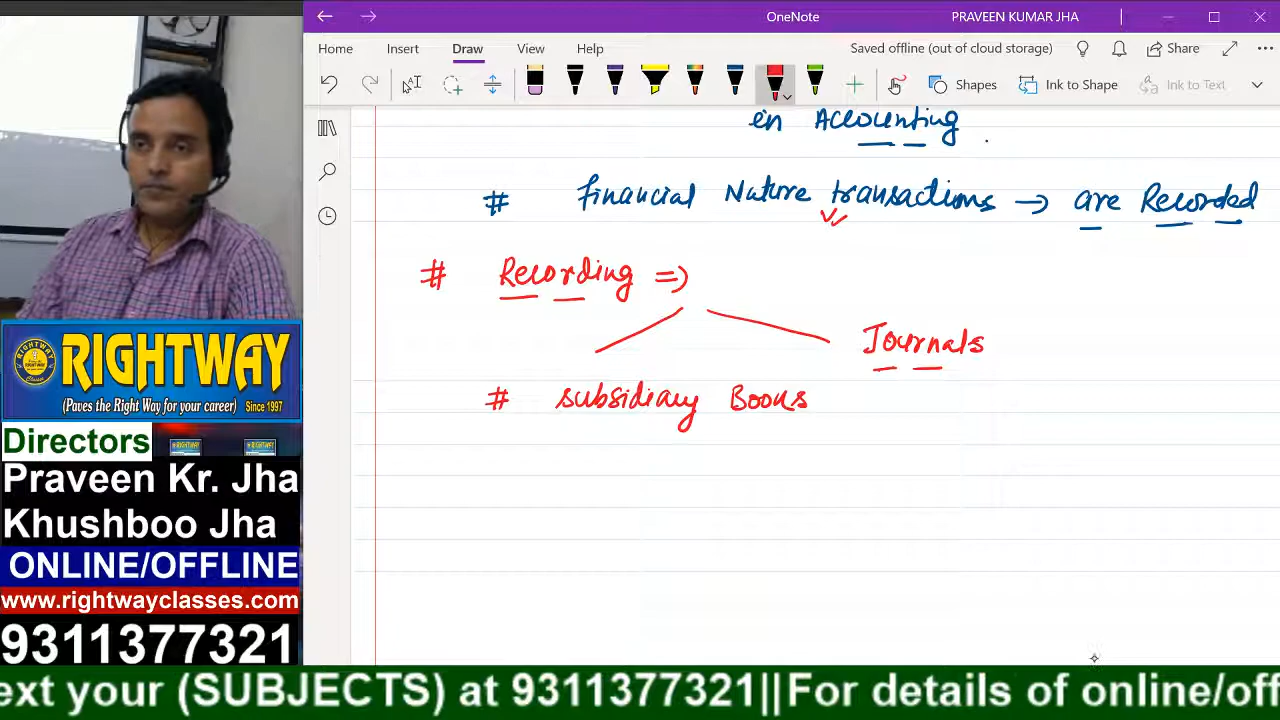 OneNote
PRAVEEN KUMAR JHA
Home Insert Draw View Help
Saved offline (out of cloud storage)
Share
Shapes
Ink to Shape
Ink to Text
en Accounting
# financial Nature transactions → are Recorded
# Recording =>
Journals
# subsidiary Books
RIGHTWAY
(Paves the Right Way for your career) Since 1997
Directors
Praveen Kr. Jha
Khushboo Jha
ONLINE/OFFLINE
www.rightwayclasses.com
9311377321
ext your (SUBJECTS) at 9311377321||For details of online/off